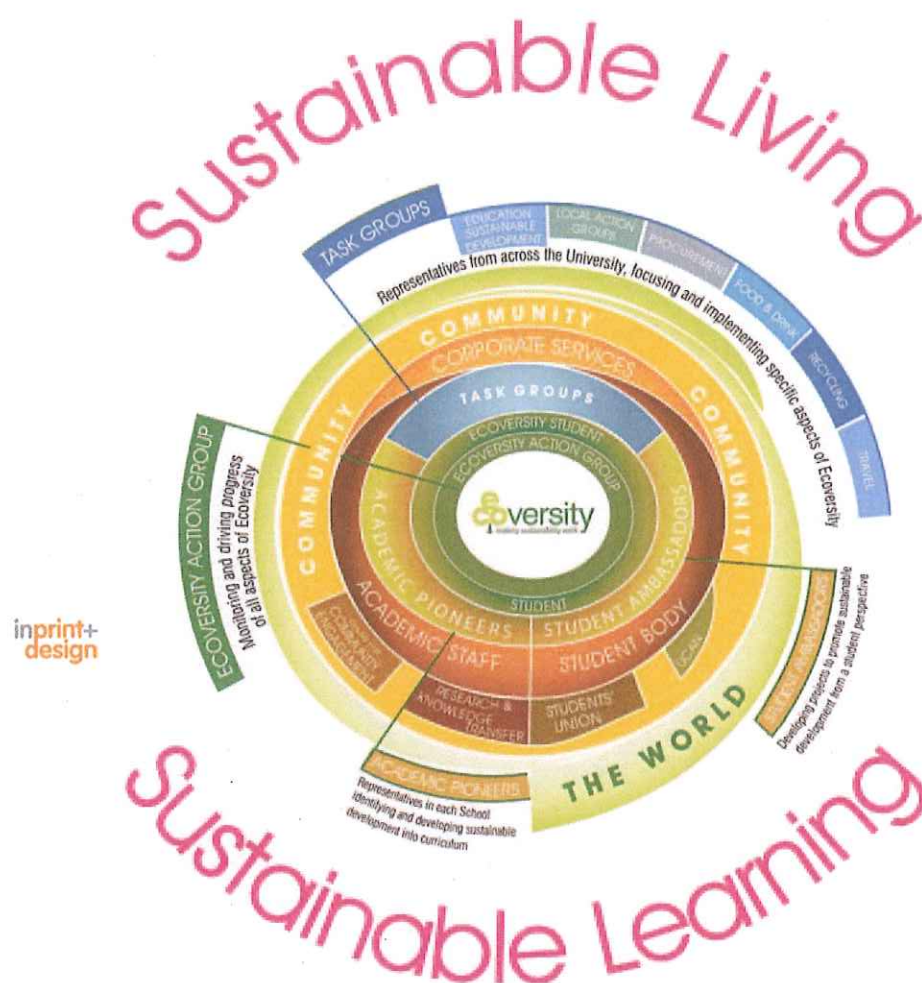 Sustainable Living
TASK GROUPS
EDUCATION
SUSTAINABLE
DEVELOPMENT
LOCAL ACTION
GROUPS
PROCUREMENT
FOOD & DRINK
RECYCLING
TRAVEL
Representatives from across the University, focusing and implementing specific aspects of Ecoversity
COMMUNITY
COMMUNITY
COMMUNITY
CORPORATE SERVICES
TASK GROUPS
ECOVERSITY STUDENT
ECOVERSITY ACTION GROUP
ecoversity
making sustainability work
STUDENT
ACADEMIC PIONEERS
STUDENT AMBASSADORS
ACADEMIC STAFF
STUDENT BODY
COMMUNITY
RESEARCH &
KNOWLEDGE
TRANSFER
STUDENTS'
UNION
UCAN
THE WORLD
ECOVERSITY ACTION GROUP
Monitoring and driving progress
of all aspects of Ecoversity
STUDENT AMBASSADORS
Developing projects to promote sustainable
development from a student perspective
ACADEMIC PIONEERS
Representatives in each School
identifying and developing sustainable
development into curriculum
inprint+
design
Sustainable Learning